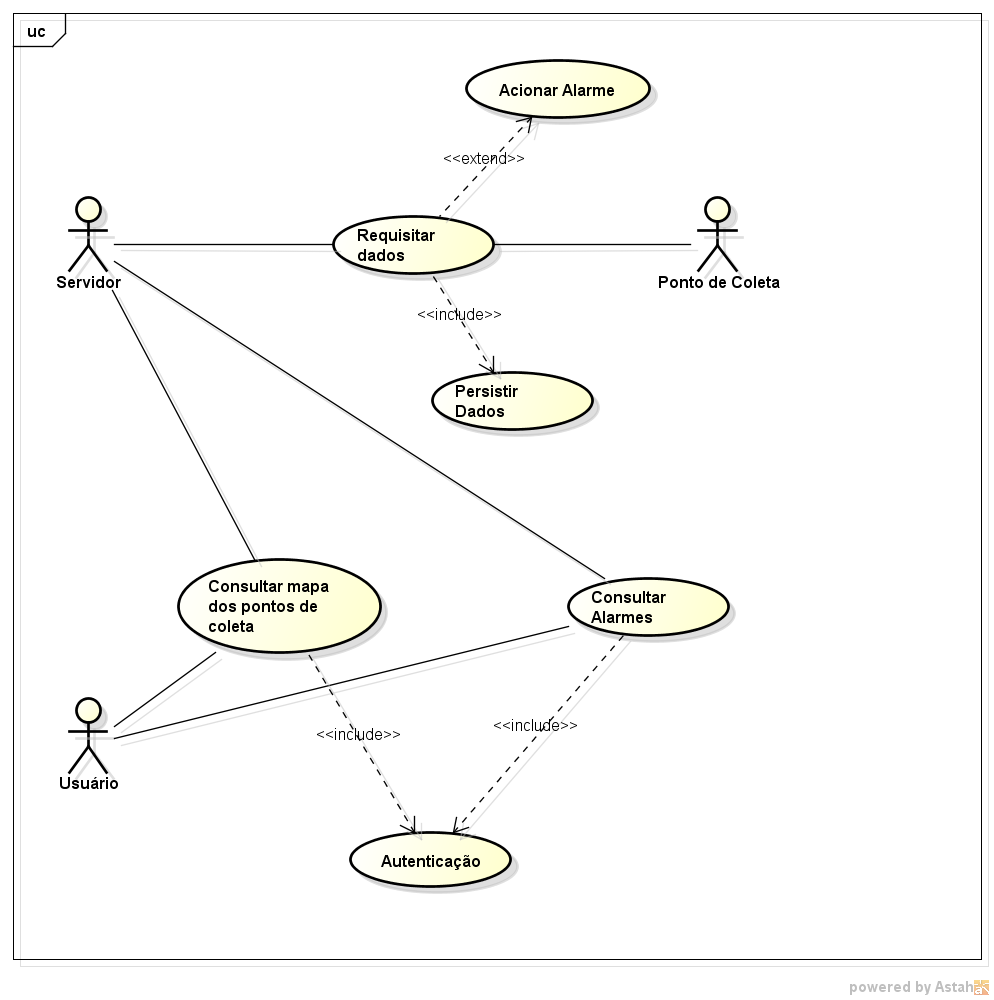 uc
Acionar Alarme
<<extend>>
Requisitar
dados
Servidor
Ponto de Coleta
<<include>>
Persistir
Dados
Consultar mapa
dos pontos de
coleta
Consultar
Alarmes
<<include>>
<<include>>
Usuário
Autenticação
powered by Astah